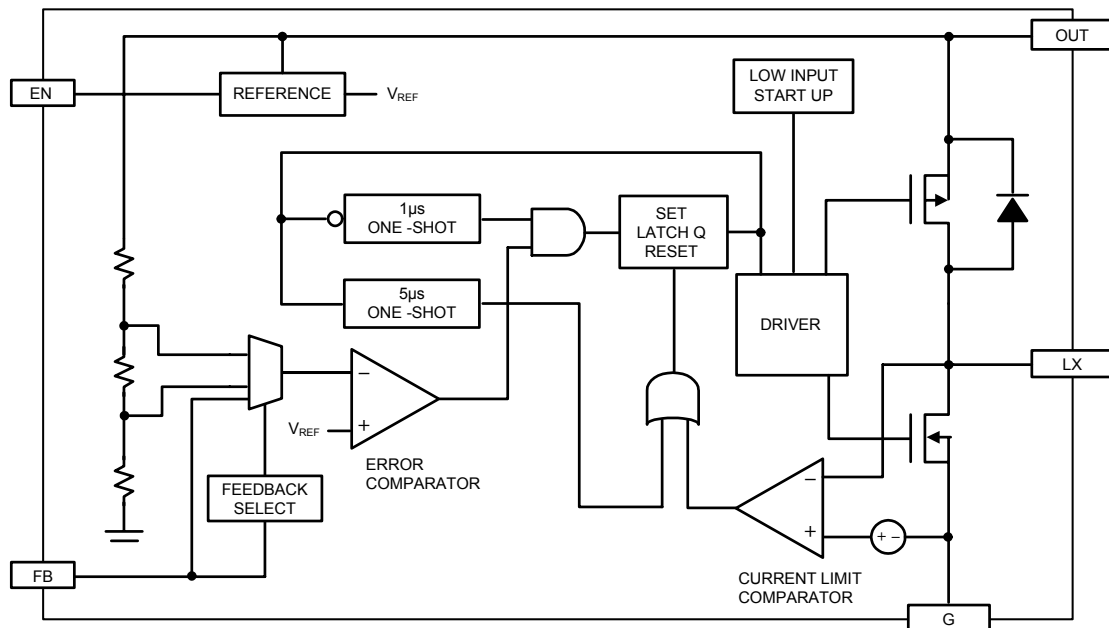 OUT
EN
REFERENCE
VREF
LOW INPUT
START UP
1µs
ONE -SHOT
SET
LATCH Q
RESET
5µs
ONE -SHOT
DRIVER
LX
−
+
VREF
ERROR
COMPARATOR
FEEDBACK
SELECT
−
+
+ −
CURRENT LIMIT
COMPARATOR
FB
G